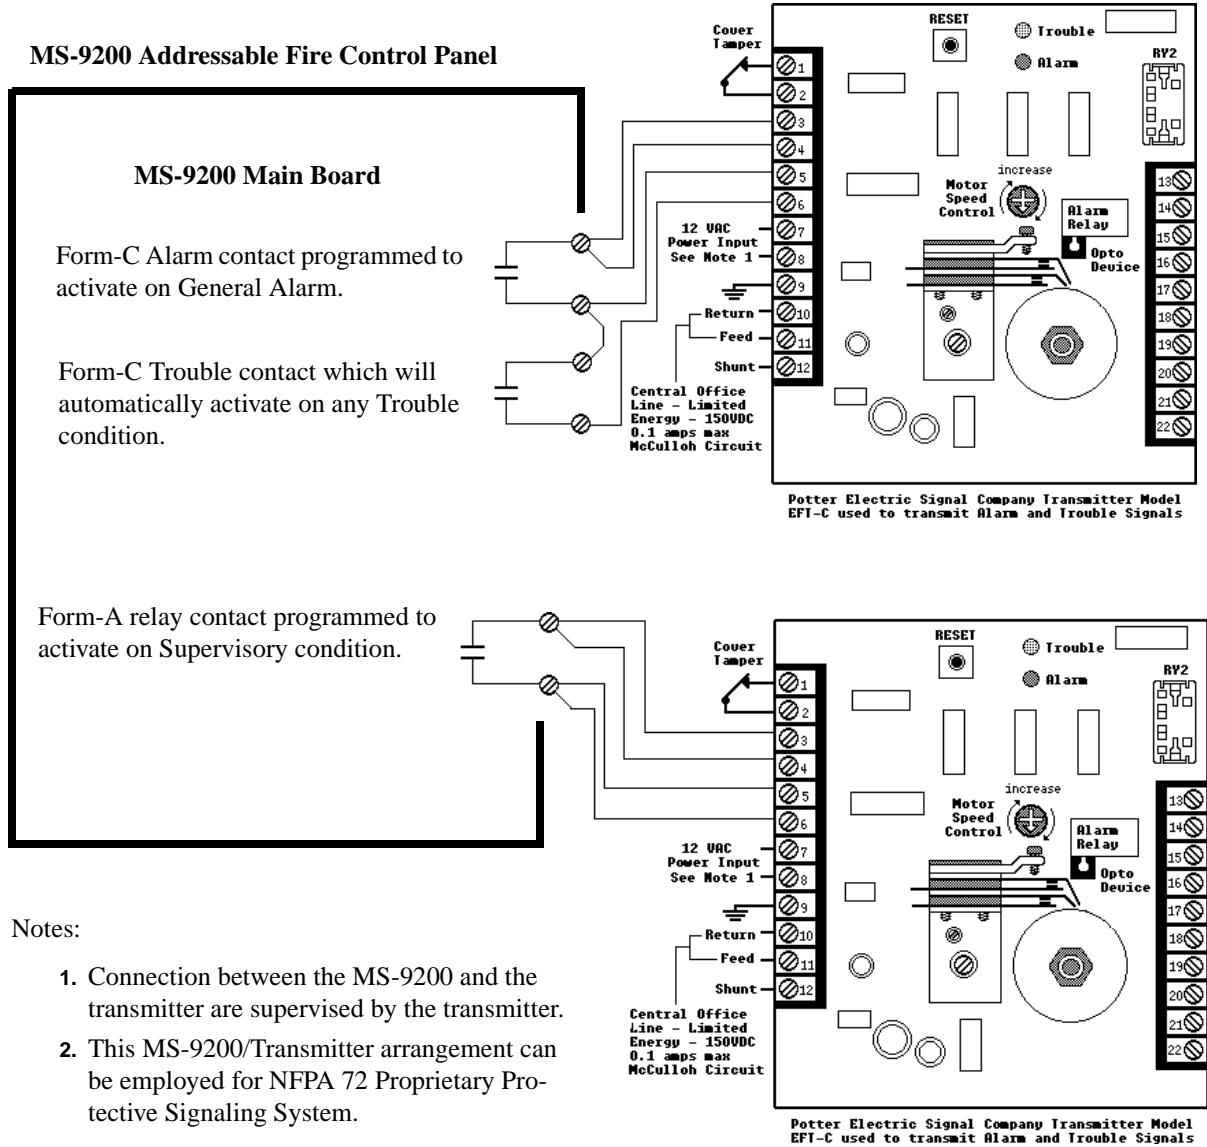 MS-9200 Addressable Fire Control Panel
MS-9200 Main Board
Form-C Alarm contact programmed to
activate on General Alarm.
Form-C Trouble contact which will
automatically activate on any Trouble
condition.
Cover
Tamper
1
2
3
4
5
6
12 VAC
Power Input
See Note 1
7
8
9
Return
10
Feed
11
Shunt
12
Central Office
Line - Limited
Energy - 150VDC
0.1 amps max
McCulloh Circuit
RESET
Trouble
Alarm
RY2
increase
Motor
Speed
Control
Alarm
Relay
Opto
Device
13
14
15
16
17
18
19
20
21
22
Potter Electric Signal Company Transmitter Model
EFT-C used to transmit Alarm and Trouble Signals
Form-A relay contact programmed to
activate on Supervisory condition.
Cover
Tamper
1
2
3
4
5
6
12 VAC
Power Input
See Note 1
7
8
9
Return
10
Feed
11
Shunt
12
Central Office
Line - Limited
Energy - 150VDC
0.1 amps max
McCulloh Circuit
RESET
Trouble
Alarm
RY2
increase
Motor
Speed
Control
Alarm
Relay
Opto
Device
13
14
15
16
17
18
19
20
21
22
Potter Electric Signal Company Transmitter Model
EFT-C used to transmit Alarm and Trouble Signals
Notes:
1. Connection between the MS-9200 and the
transmitter are supervised by the transmitter.
2. This MS-9200/Transmitter arrangement can
be employed for NFPA 72 Proprietary Pro-
tective Signaling System.